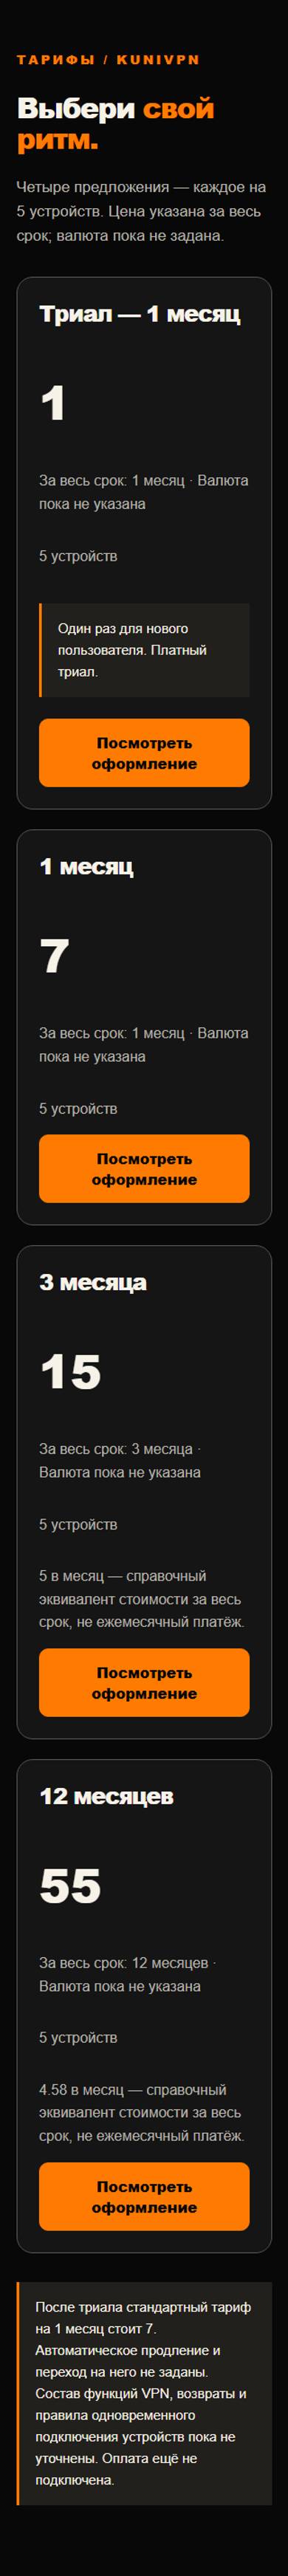 ТАРИФЫ / KUNIVPN
Выбери свой
ритм.
Четыре предложения — каждое на
5 устройств. Цена указана за весь
срок; валюта пока не задана.
Триал — 1 месяц
1
За весь срок: 1 месяц · Валюта
пока не указана
5 устройств
Один раз для нового
пользователя. Платный
триал.
Посмотреть
оформление
1 месяц
7
За весь срок: 1 месяц · Валюта
пока не указана
5 устройств
Посмотреть
оформление
3 месяца
15
За весь срок: 3 месяца ·
Валюта пока не указана
5 устройств
5 в месяц — справочный
эквивалент стоимости за весь
срок, не ежемесячный платёж.
Посмотреть
оформление
12 месяцев
55
За весь срок: 12 месяцев ·
Валюта пока не указана
5 устройств
4.58 в месяц — справочный
эквивалент стоимости за весь
срок, не ежемесячный платёж.
Посмотреть
оформление
После триала стандартный тариф
на 1 месяц стоит 7.
Автоматическое продление и
переход на него не заданы.
Состав функций VPN, возвраты и
правила одновременного
подключения устройств пока не
уточнены. Оплата ещё не
подключена.